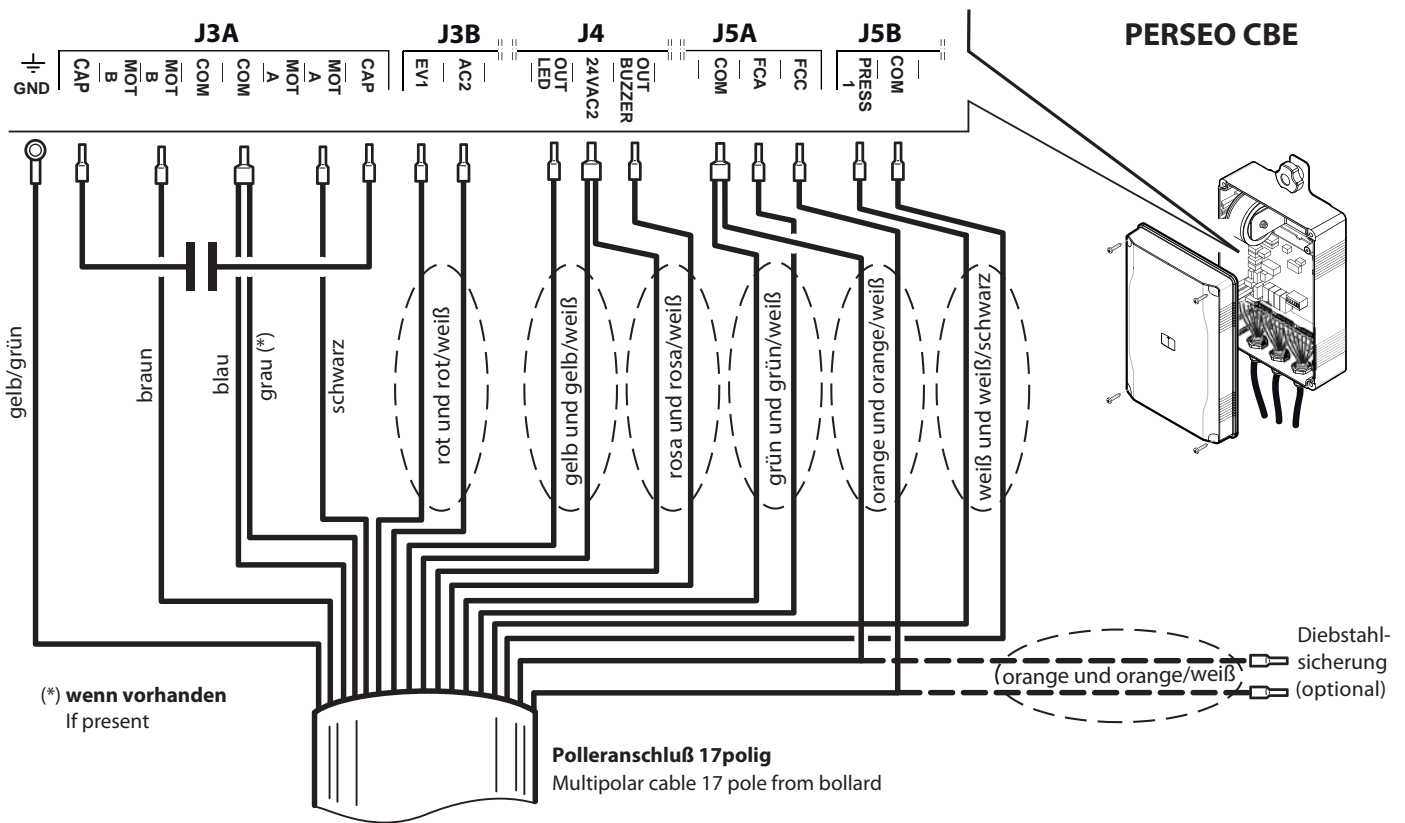 PERSEO CBE
J3A
J3B
J4
J5A
J5B
GND
CAP
MOT B
MOT B
COM
COM
MOT A
MOT A
CAP
EV1
AC2
OUT LED
24VAC2
OUT BUZZER
COM
FCA
FCC
PRESS 1
COM
gelb/grün
braun
blau
grau (*)
schwarz
rot und rot/weiß
gelb und gelb/weiß
rosa und rosa/weiß
grün und grün/weiß
(orange und orange/weiß
weiß und weiß/schwarz
Diebstahl-
sicherung
(optional)
(orange und orange/weiß)
(*) wenn vorhanden
If present
Polleranschluß 17polig
Multipolar cable 17 pole from bollard